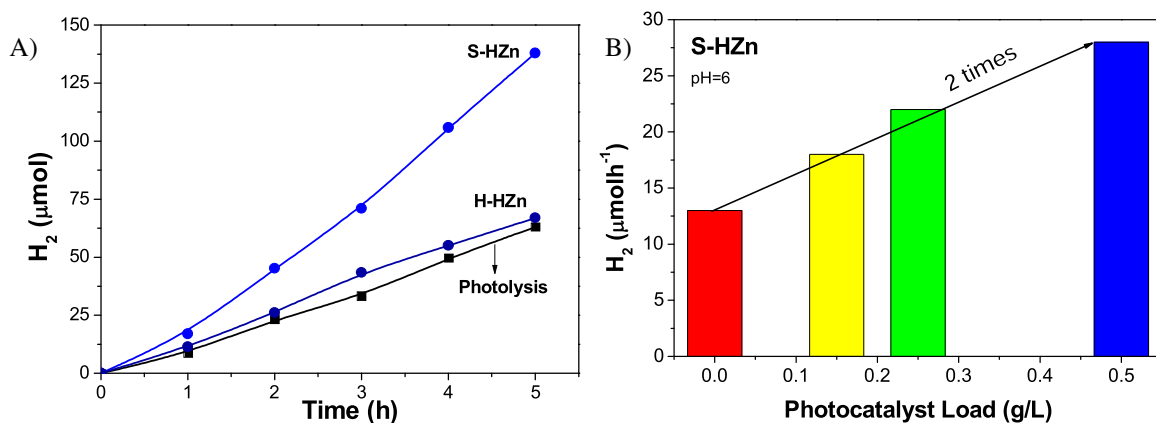 A)
H₂ (μmol)
150
125
100
75
50
25
0
0
1
2
3
4
5
Time (h)
S-HZn
H-HZn
Photolysis
B)
H₂ (μmolh⁻¹)
30
25
20
15
10
5
0
0.0
0.1
0.2
0.3
0.4
0.5
Photocatalyst Load (g/L)
S-HZn
pH=6
2 times